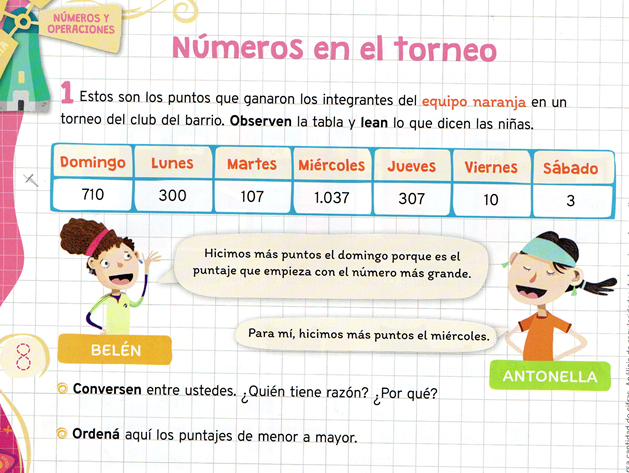 NÚMEROS Y
OPERACIONES
Números en el torneo
1 Estos son los puntos que ganaron los integrantes del equipo naranja en un
torneo del club del barrio. Observen la tabla y lean lo que dicen las niñas.
Domingo Lunes Martes Miércoles Jueves Viernes Sábado
710 300 107 1.037 307 10 3
Hicimos más puntos el domingo porque es el
puntaje que empieza con el número más grande.
Para mí, hicimos más puntos el miércoles.
BELÉN
ANTONELLA
8
Conversen entre ustedes. ¿Quién tiene razón? ¿Por qué?
Ordená aquí los puntajes de menor a mayor.